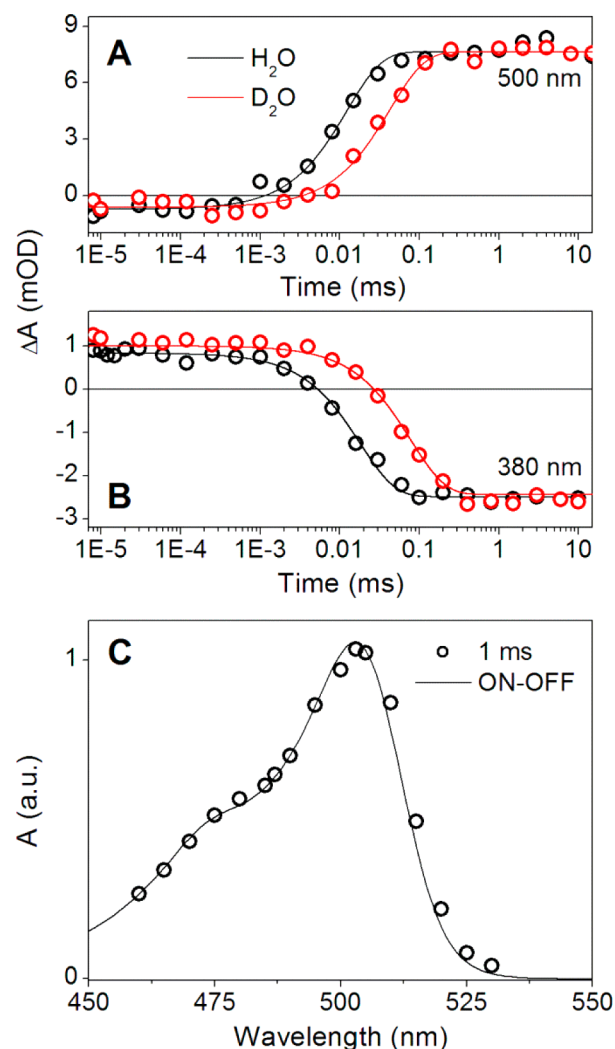 9
6
3
0
A
H₂O
D₂O
500 nm
1E-5 1E-4 1E-3 0.01 0.1 1 10
Time (ms)
ΔA (mOD)
1
0
-1
-2
-3
B
380 nm
1E-5 1E-4 1E-3 0.01 0.1 1 10
Time (ms)
C
1 ms
ON-OFF
1
0
A (a.u.)
450 475 500 525 550
Wavelength (nm)